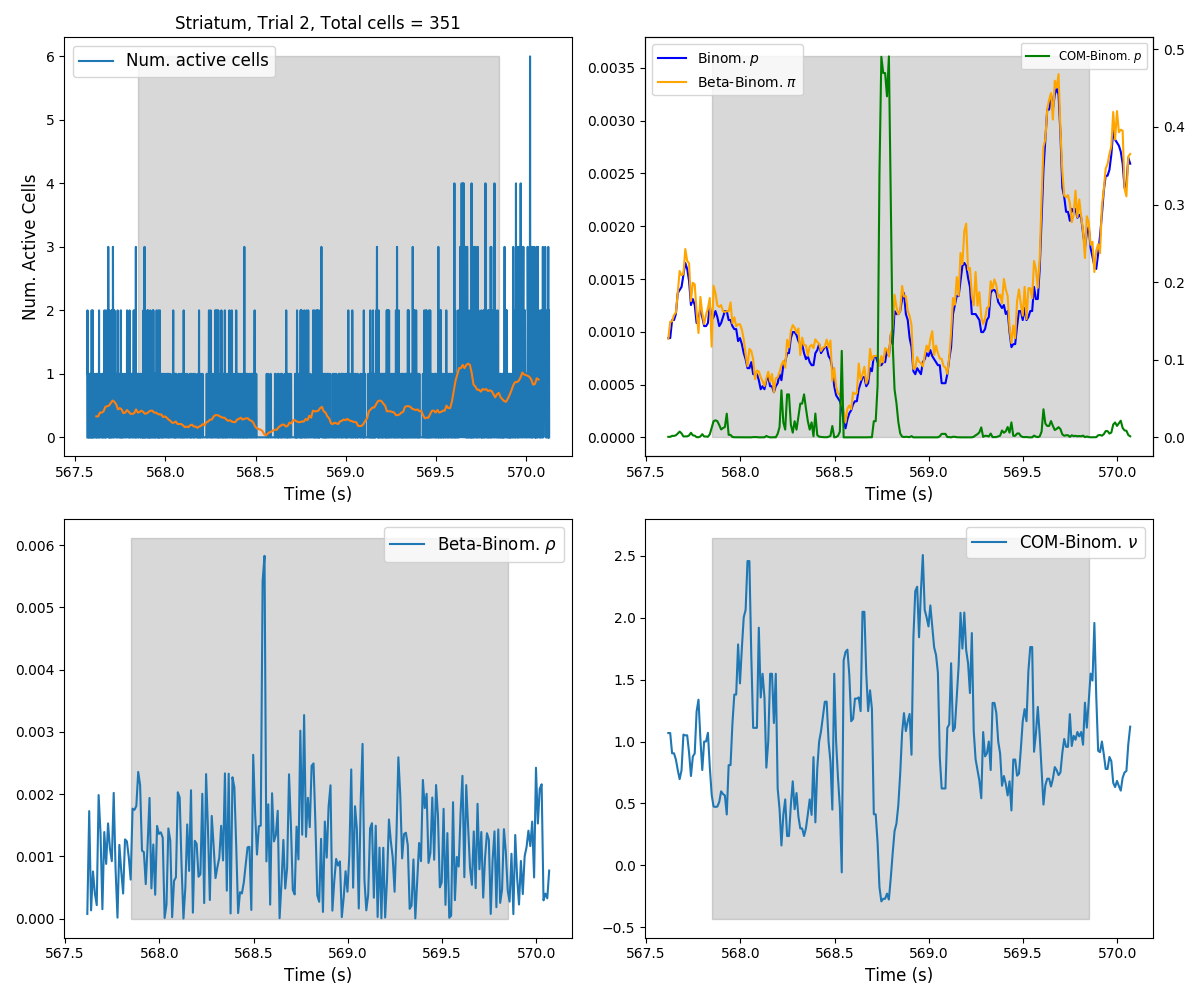 Striatum, Trial 2, Total cells = 351
Num. active cells
Num. Active Cells
6
5
4
3
2
1
0
567.5 568.0 568.5 569.0 569.5 570.0
Time (s)
Binom. p
Beta-Binom. π
COM-Binom. p
0.0035
0.0030
0.0025
0.0020
0.0015
0.0010
0.0005
0.0000
0.5
0.4
0.3
0.2
0.1
0.0
567.5 568.0 568.5 569.0 569.5 570.0
Time (s)
Beta-Binom. ρ
0.006
0.005
0.004
0.003
0.002
0.001
0.000
567.5 568.0 568.5 569.0 569.5 570.0
Time (s)
COM-Binom. ν
2.5
2.0
1.5
1.0
0.5
0.0
−0.5
567.5 568.0 568.5 569.0 569.5 570.0
Time (s)